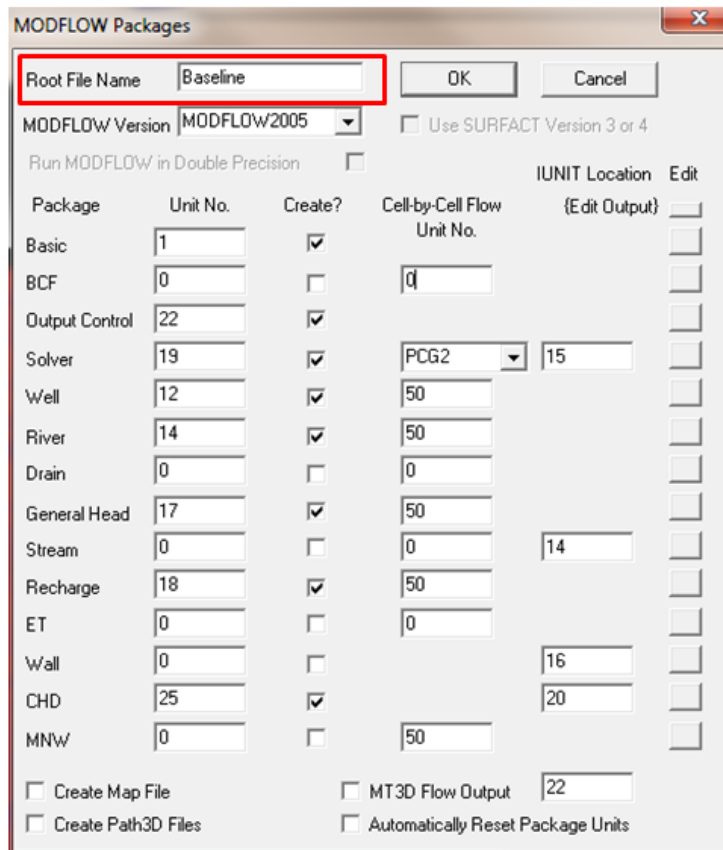 MODFLOW Packages
Root File Name Baseline OK Cancel
MODFLOW Version MODFLOW2005 Use SURFACT Version 3 or 4
Run MODFLOW in Double Precision
IUNIT Location Edit
Package Unit No. Create? Cell-by-Cell Flow {Edit Output}
Unit No.
Basic 1
BCF 0 0
Output Control 22
Solver 19 PCG2 15
Well 12 50
River 14 50
Drain 0 0
General Head 17 50
Stream 0 0 14
Recharge 18 50
ET 0 0
Wall 0 16
CHD 25 20
MNW 0 50
Create Map File MT3D Flow Output 22
Create Path3D Files Automatically Reset Package Units